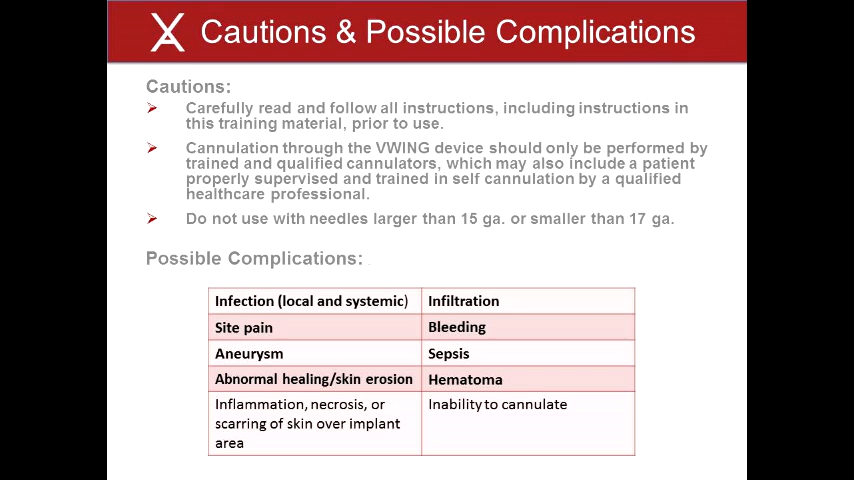 Cautions & Possible Complications
Cautions:
Carefully read and follow all instructions, including instructions in
this training material, prior to use.
Cannulation through the VWING device should only be performed by
trained and qualified cannulators, which may also include a patient
properly supervised and trained in self cannulation by a qualified
healthcare professional.
Do not use with needles larger than 15 ga. or smaller than 17 ga.
Possible Complications:
Infection (local and systemic) Infiltration
Site pain Bleeding
Aneurysm Sepsis
Abnormal healing/skin erosion Hematoma
Inflammation, necrosis, or Inability to cannulate
scarring of skin over implant
area